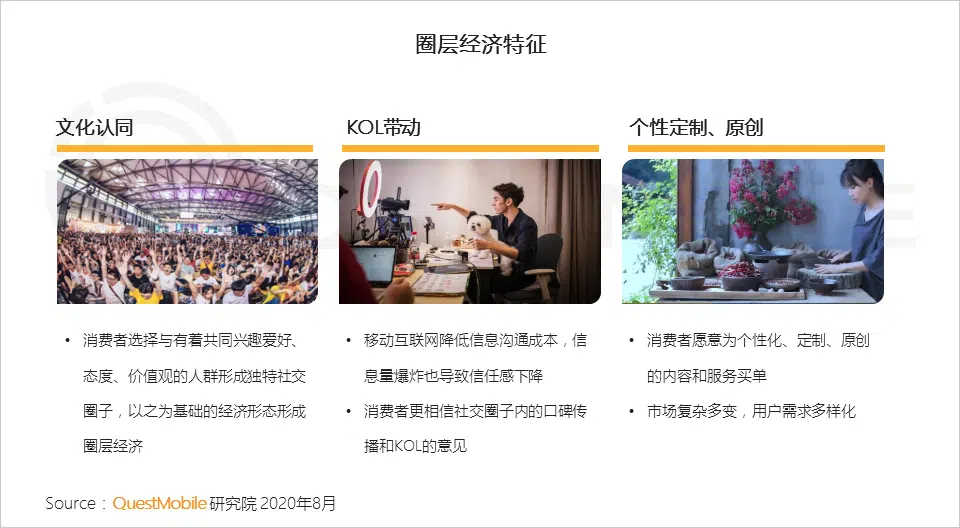 圈层经济特征
文化认同
KOL带动
个性定制、原创
• 消费者选择与有着共同兴趣爱好、
态度、价值观的人群形成独特社交
圈子，以之为基础的经济形态形成
圈层经济
• 移动互联网降低信息沟通成本，信
息量爆炸也导致信任感下降
• 消费者更相信社交圈子内的口碑传
播和KOL的意见
• 消费者愿意为个性化、定制、原创
的内容和服务买单
• 市场复杂多变，用户需求多样化
Source：QuestMobile 研究院 2020年8月